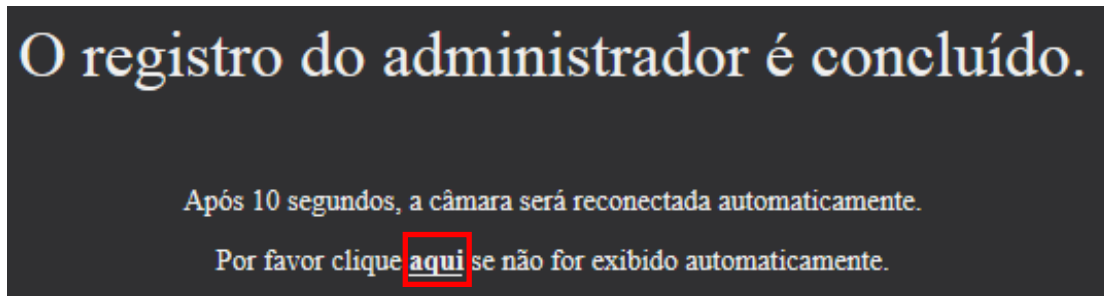 O registro do administrador é concluído.
Após 10 segundos, a câmara será reconectada automaticamente.
Por favor clique aqui se não for exibido automaticamente.